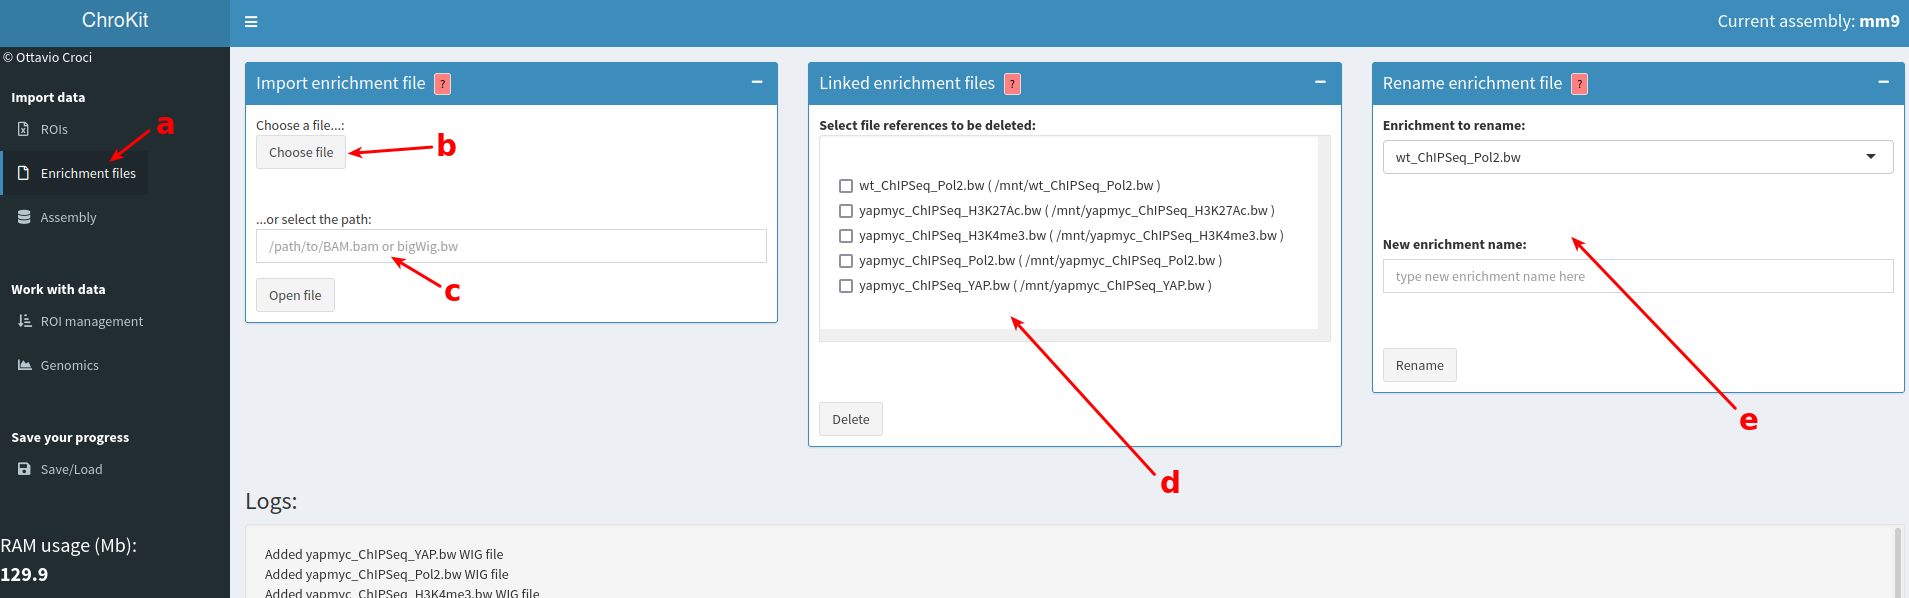 ChroKit
Current assembly: mm9
© Ottavio Croci
Import data
ROIs
Enrichment files
Assembly
Work with data
ROI management
Genomics
Save your progress
Save/Load
RAM usage (Mb):
129.9
a
Import enrichment file ?
Choose a file...:
Choose file
b
...or select the path:
/path/to/BAM.bam or bigWig.bw
c
Open file
Linked enrichment files ?
Select file references to be deleted:
wt_ChIPSeq_Pol2.bw ( /mnt/wt_ChIPSeq_Pol2.bw )
yapmyc_ChIPSeq_H3K27Ac.bw ( /mnt/yapmyc_ChIPSeq_H3K27Ac.bw )
yapmyc_ChIPSeq_H3K4me3.bw ( /mnt/yapmyc_ChIPSeq_H3K4me3.bw )
yapmyc_ChIPSeq_Pol2.bw ( /mnt/yapmyc_ChIPSeq_Pol2.bw )
yapmyc_ChIPSeq_YAP.bw ( /mnt/yapmyc_ChIPSeq_YAP.bw )
Delete
d
Rename enrichment file ?
Enrichment to rename:
wt_ChIPSeq_Pol2.bw
New enrichment name:
type new enrichment name here
Rename
e
Logs:
Added yapmyc_ChIPSeq_YAP.bw WIG file
Added yapmyc_ChIPSeq_Pol2.bw WIG file
Added yapmyc_ChIPSeq_H3K4me3.bw WIG file